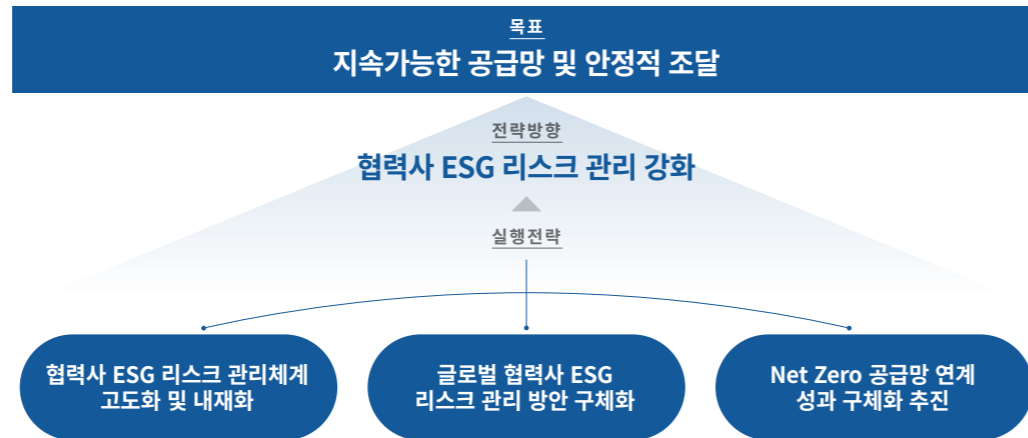 목표
지속가능한 공급망 및 안정적 조달
전략방향
협력사 ESG 리스크 관리 강화
실행전략
협력사 ESG 리스크 관리체계
고도화 및 내재화
글로벌 협력사 ESG
리스크 관리 방안 구체화
Net Zero 공급망 연계
성과 구체화 추진